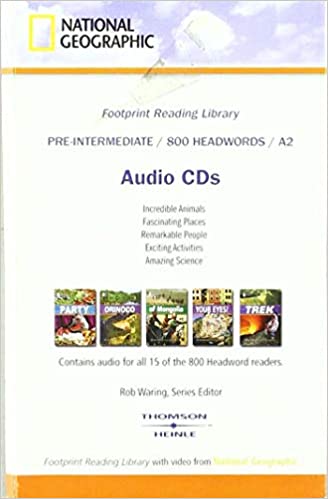 NATIONAL
GEOGRAPHIC
Footprint Reading Library
PRE-INTERMEDIATE / 800 HEADWORDS / A2
Audio CDs
Incredible Animals
Fascinating Places
Remarkable People
Exciting Activities
Amazing Science
PARTY
ORINOCO
of Mongolia
YOUR EYES!
TREK
Contains audio for all 15 of the 800 Headword readers.
Rob Waring, Series Editor
THOMSON
HEINLE
Footprint Reading Library with video from National Geographic